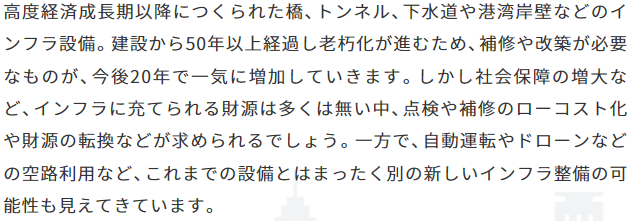 高度経済成長期以降につくられた橋、トンネル、下水道や港湾岸壁などのイ
ンフラ設備。建設から50年以上経過し老朽化が進むため、補修や改築が必要
なものが、今後20年で一気に増加していきます。しかし社会保障の増大な
ど、インフラに充てられる財源は多くは無い中、点検や補修のローコスト化
や財源の転換などが求められるでしょう。一方で、自動運転やドローンなど
の空路利用など、これまでの設備とはまったく別の新しいインフラ整備の可
能性も見えてきています。